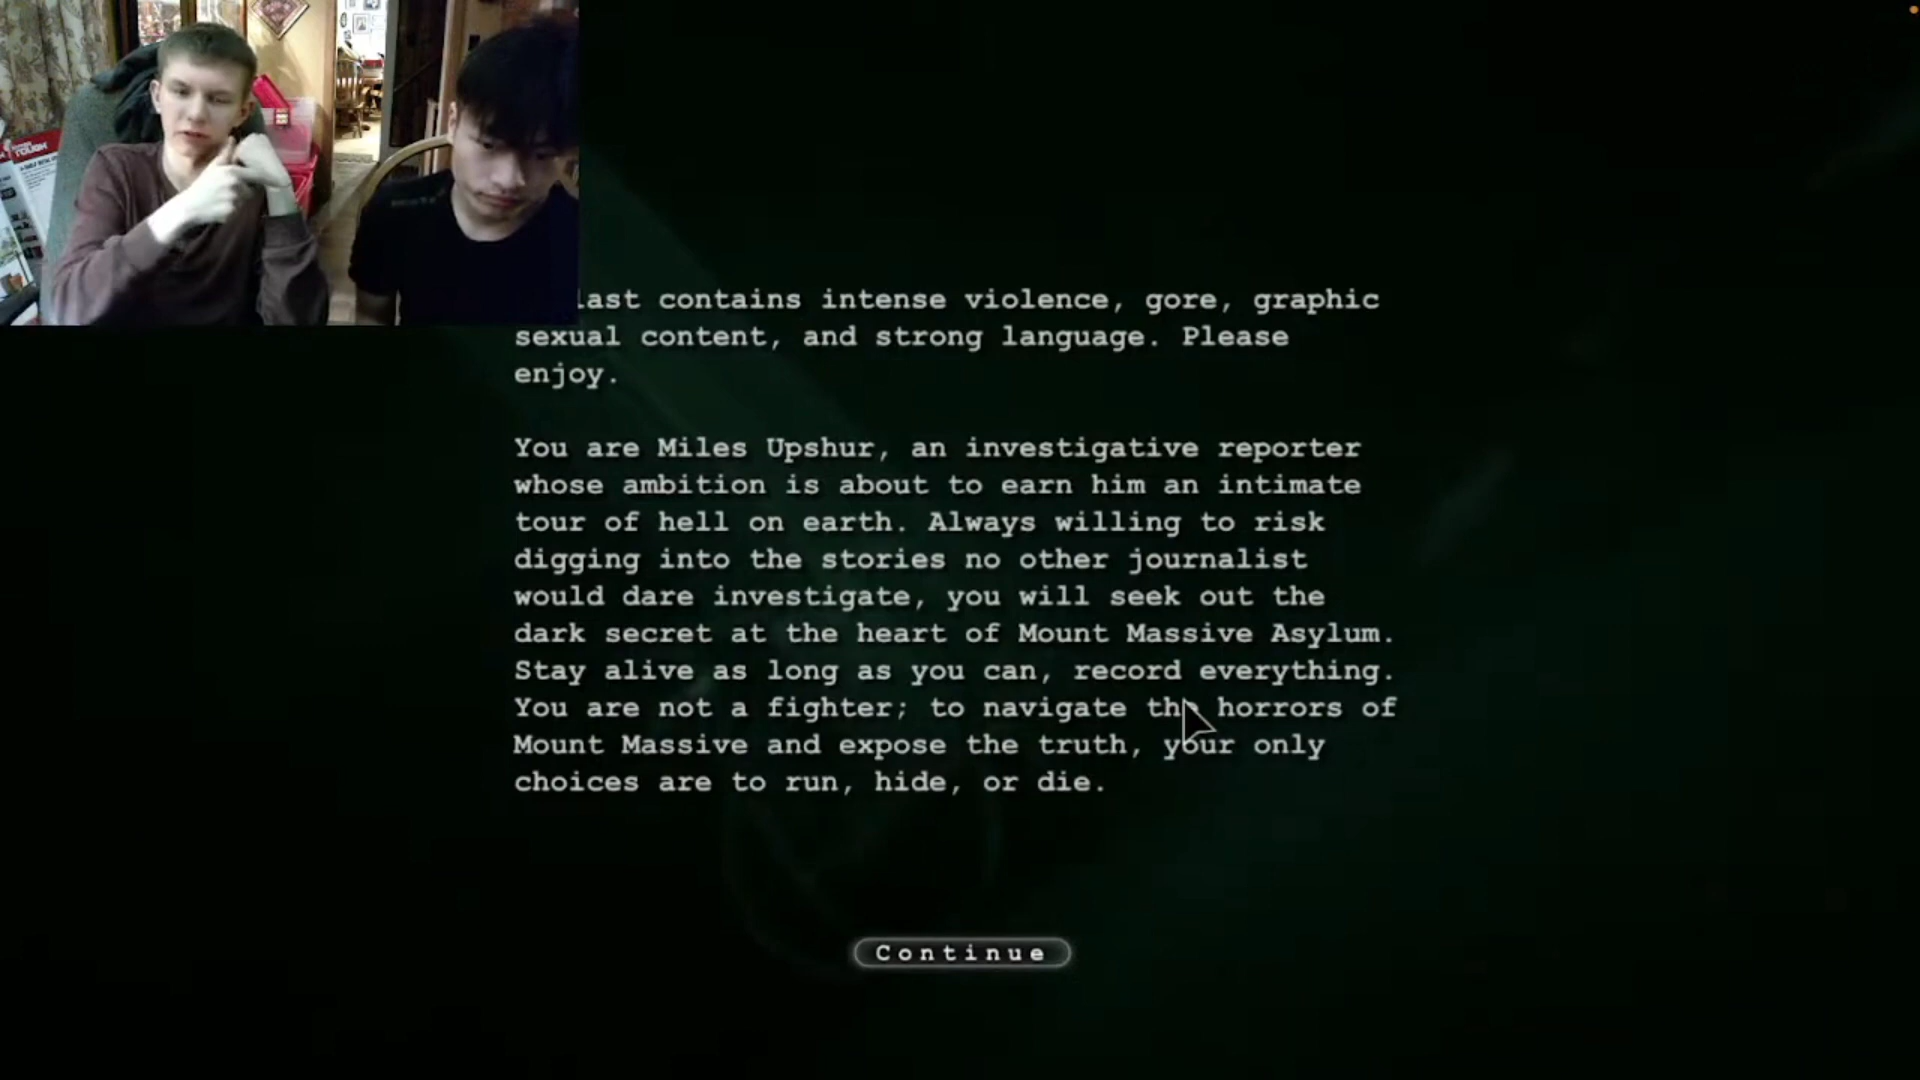 last contains intense violence, gore, graphic
sexual content, and strong language. Please
enjoy.
You are Miles Upshur, an investigative reporter
whose ambition is about to earn him an intimate
tour of hell on earth. Always willing to risk
digging into the stories no other journalist
would dare investigate, you will seek out the
dark secret at the heart of Mount Massive Asylum.
Stay alive as long as you can, record everything.
You are not a fighter; to navigate the horrors of
Mount Massive and expose the truth, your only
choices are to run, hide, or die.
Continue